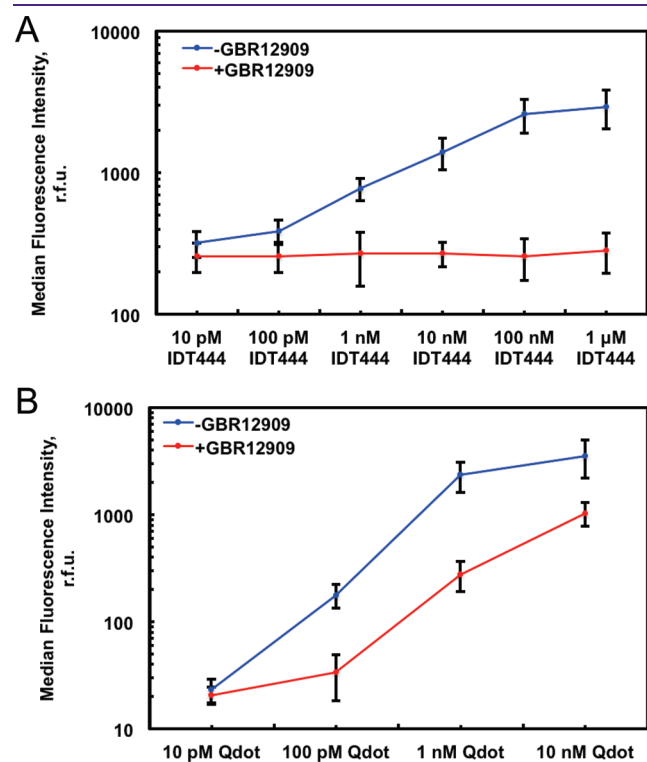 A
10000
1000
100
Median Fluorescence Intensity,
r.f.u.
-GBR12909
+GBR12909
10 pM 100 pM 1 nM 10 nM 100 nM 1 µM
IDT444 IDT444 IDT444 IDT444 IDT444 IDT444
B
10000
1000
100
10
Median Fluorescence Intensity,
r.f.u.
-GBR12909
+GBR12909
10 pM Qdot 100 pM Qdot 1 nM Qdot 10 nM Qdot